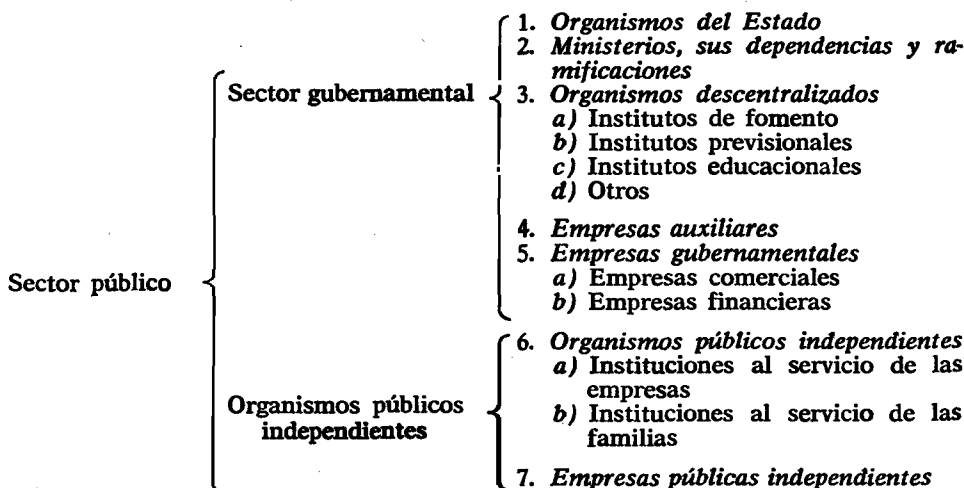 1. Organismos del Estado
2. Ministerios, sus dependencias y ra-
mificaciones
Sector gubernamental
3. Organismos descentralizados
a) Institutos de fomento
b) Institutos previsionales
c) Institutos educacionales
d) Otros
4. Empresas auxiliares
5. Empresas gubernamentales
a) Empresas comerciales
b) Empresas financieras
Sector público
6. Organismos públicos independientes
a) Instituciones al servicio de las
empresas
Organismos públicos
independientes
b) Instituciones al servicio de las
familias
7. Empresas públicas independientes